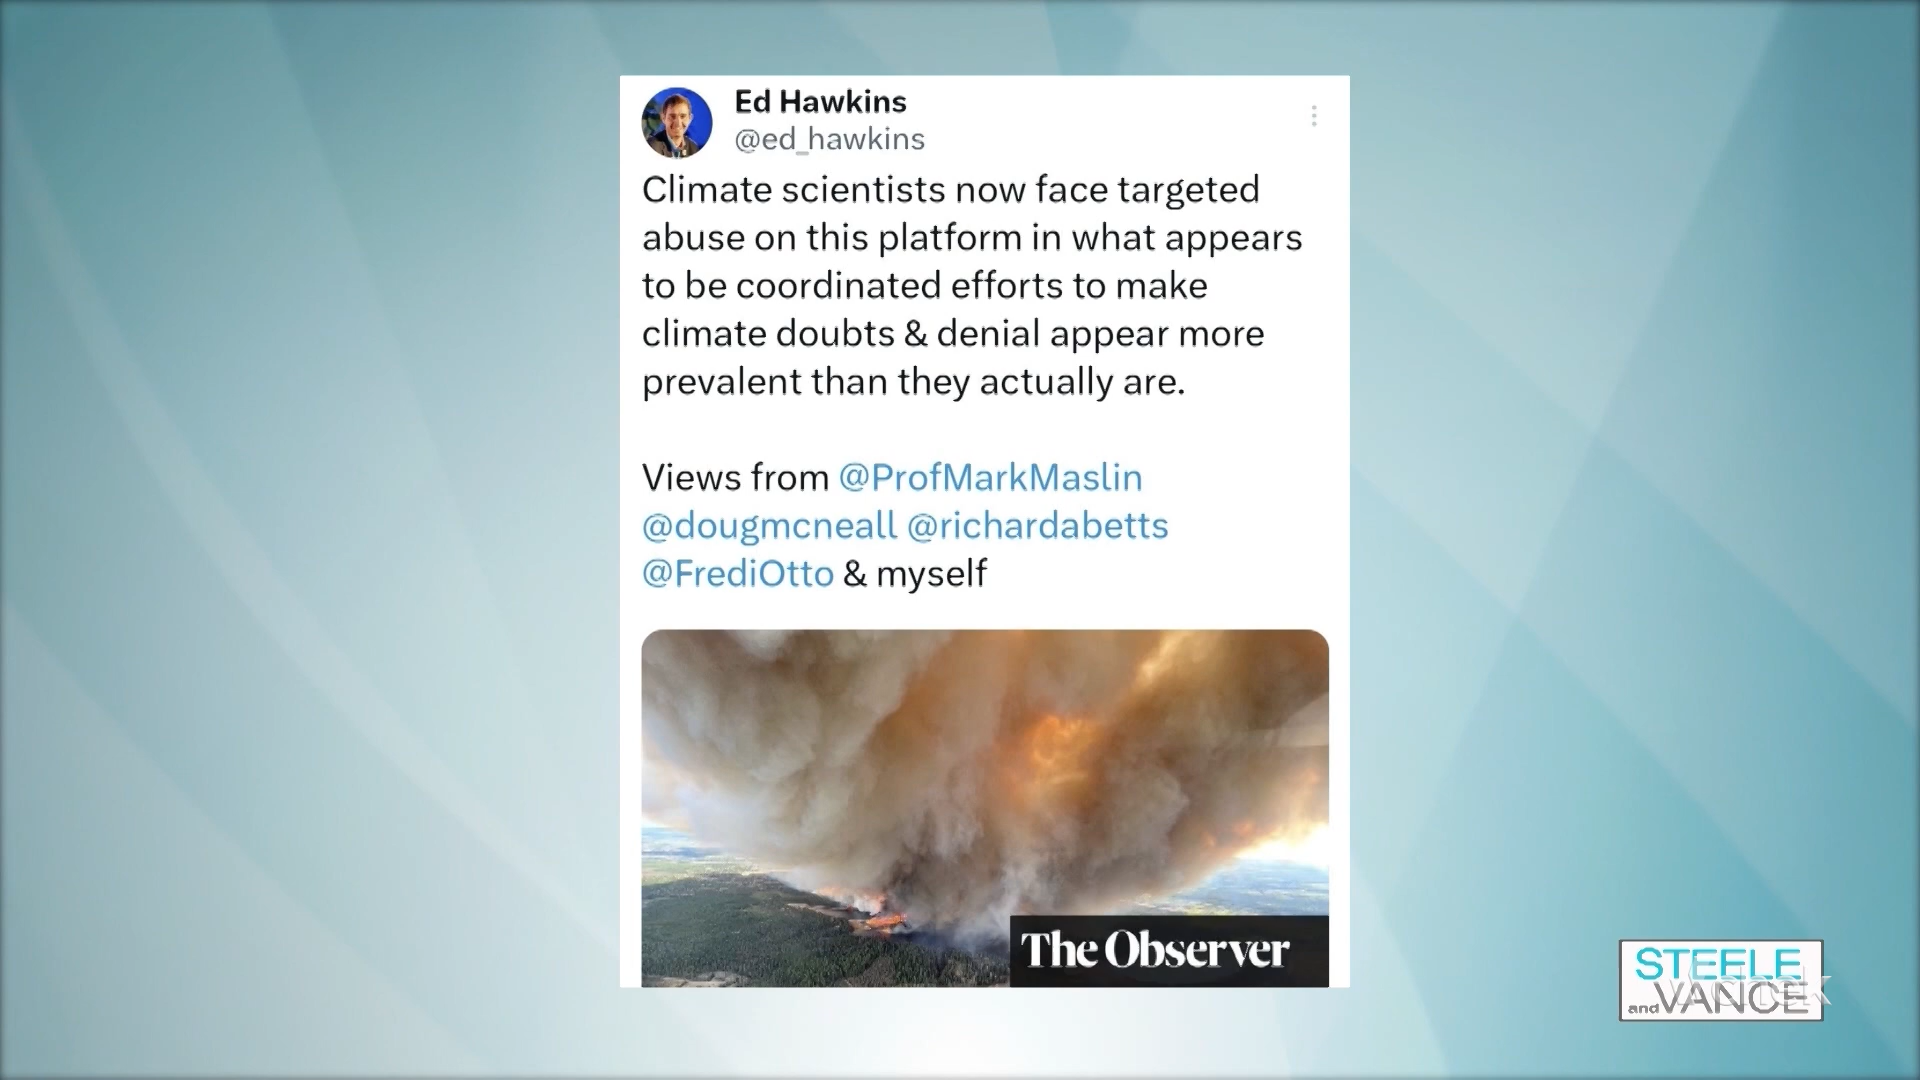 Ed Hawkins
@ed_hawkins
Climate scientists now face targeted
abuse on this platform in what appears
to be coordinated efforts to make
climate doubts & denial appear more
prevalent than they actually are.
Views from @ProfMarkMaslin
@dougmcneall @richardabetts
@FrediOtto & myself
The Observer
STEELE
and VANCE
chek